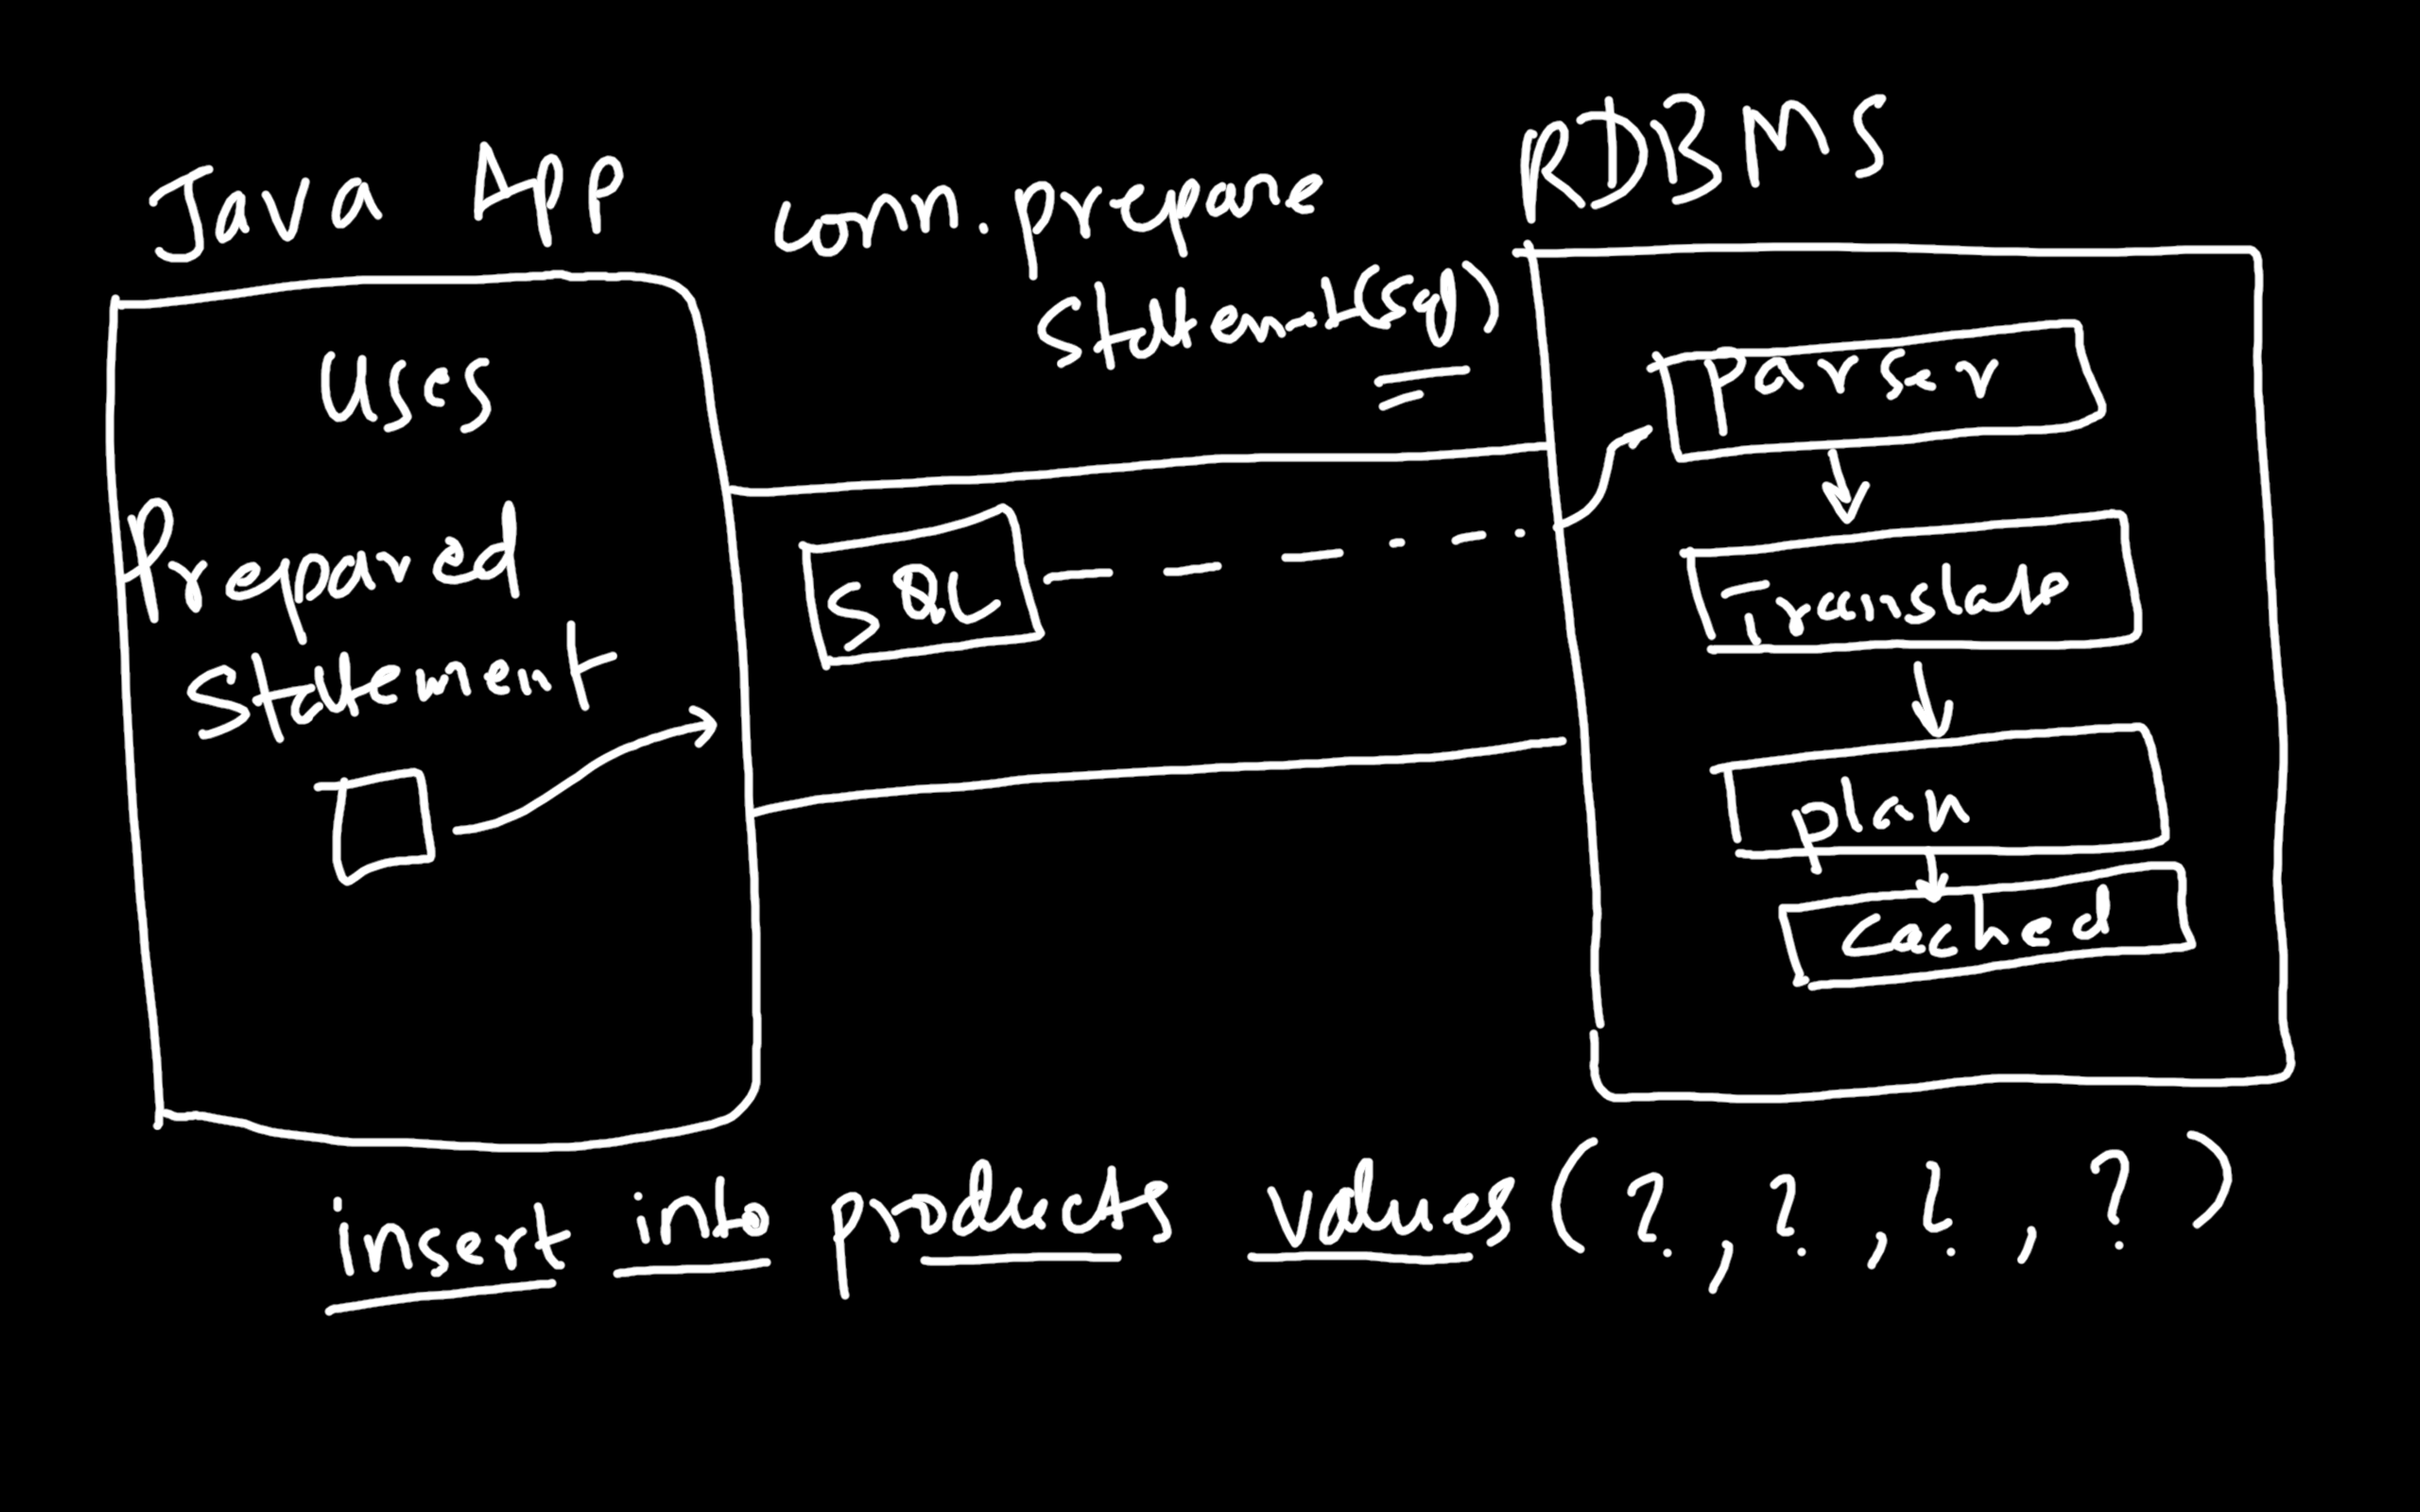 Java App
conn.prepare
Statement(sql)
RDBMS
Uses
Prepared
Statement
SQL
Parser
Translate
plan
cached
insert into products values (?, ?, ?, ?)